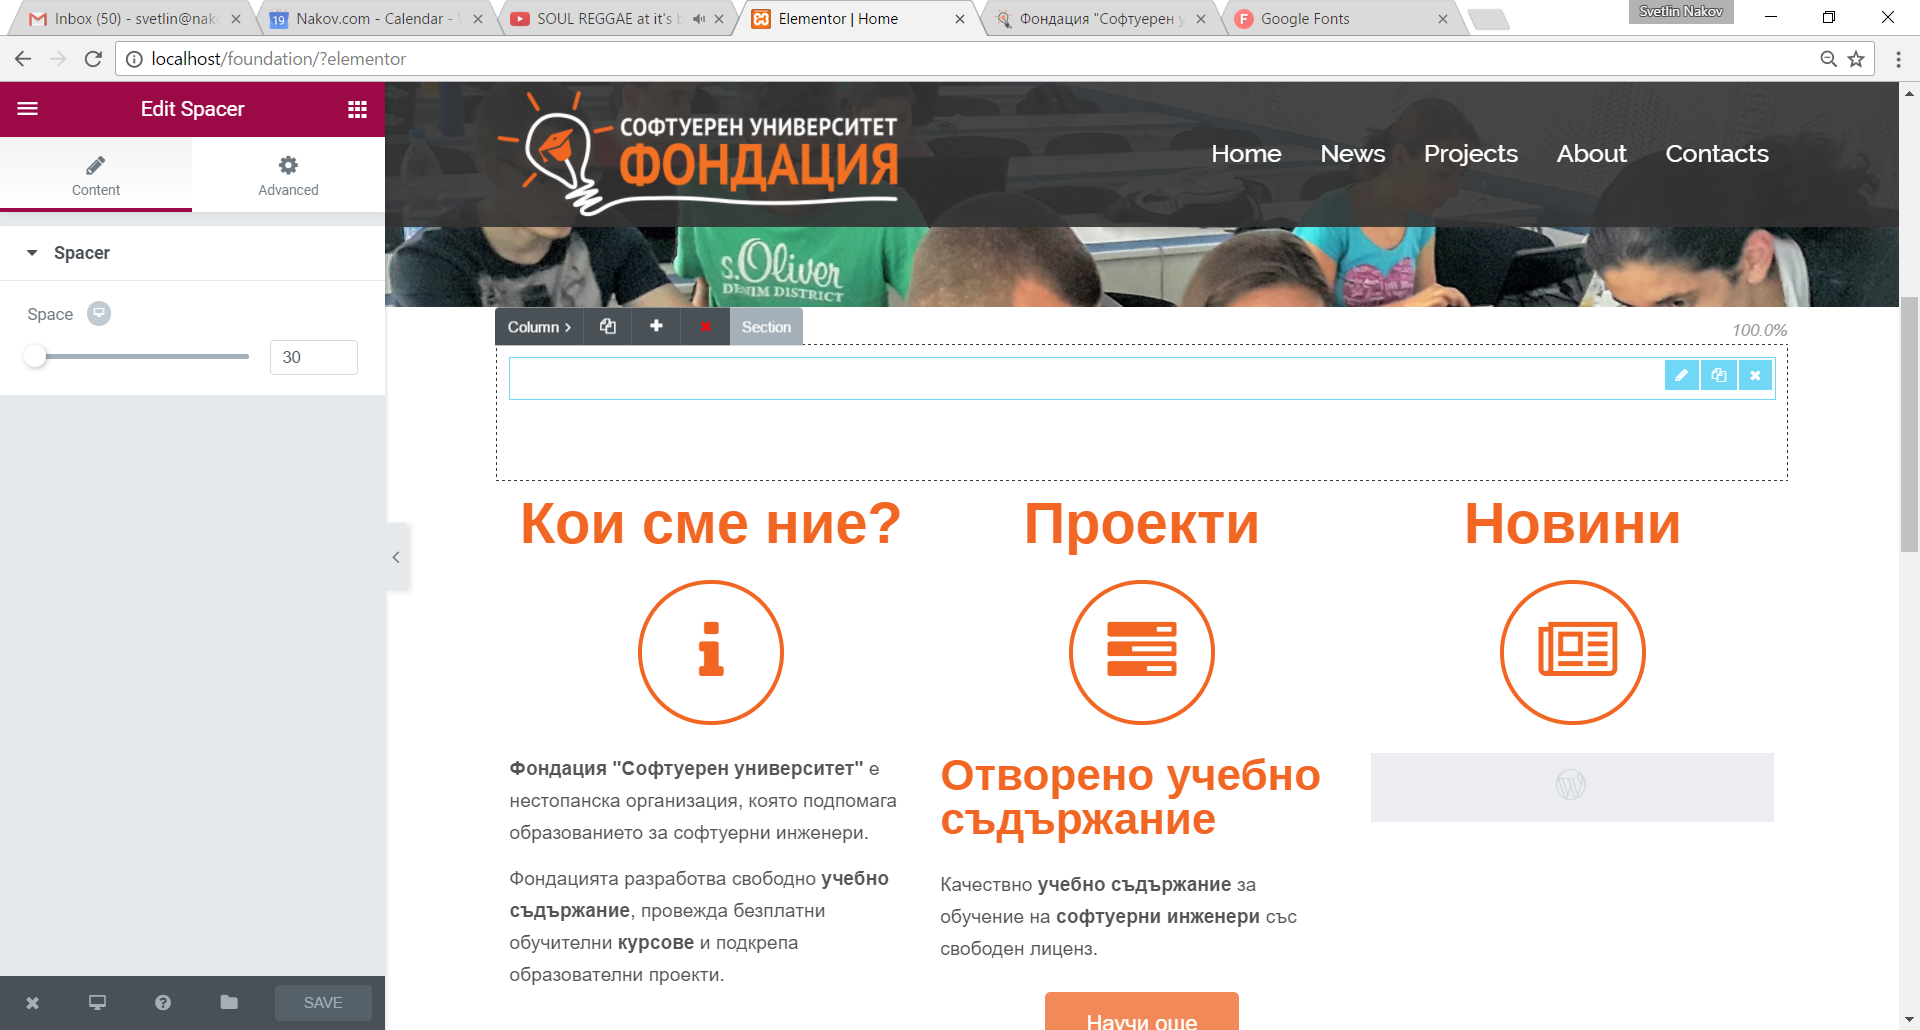 Inbox (50) - svetlin@nak
Nakov.com - Calendar -
SOUL REGGAE at it's
Elementor | Home
Фондация "Софтуерен
Google Fonts
Svetlin Nakov
localhost/foundation/?elementor
Edit Spacer
Content
Advanced
Spacer
Space
30
SAVE
СОФТУЕРЕН УНИВЕРСИТЕТ
ФОНДАЦИЯ
Home
News
Projects
About
Contacts
s.Oliver
DENIM DISTRICT
Column
Section
100.0%
Кои сме ние?
Проекти
Новини
Фондация "Софтуерен университет" е
нестопанска организация, която подпомага
образованието за софтуерни инженери.
Фондацията разработва свободно учебно
съдържание, провежда безплатни
обучителни курсове и подкрепа
образователни проекти.
Отворено учебно
съдържание
Качествно учебно съдържание за
обучение на софтуерни инженери със
свободен лиценз.
Научи още